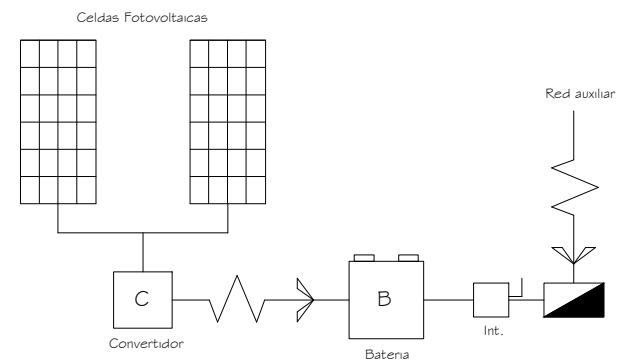 Celdas Fotovoltaicas
Red auxiliar
C
B
Convertidor
Int.
Bateria